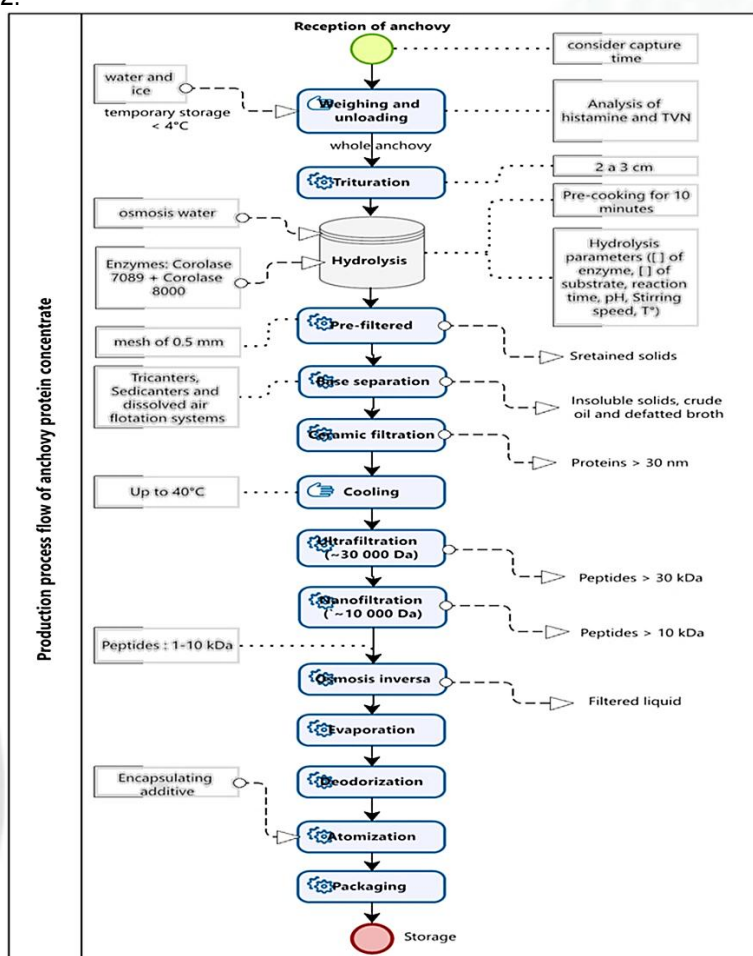 2.
Reception of anchovy
consider capture
time
water and
ice
temporary storage
< 4°C
Weighing and
unloading
Analysis of
histamine and TVN
whole anchovy
Trituration
2 a 3 cm
Pre-cooking for 10
minutes
osmosis water
Hydrolysis
Enzymes: Corolase
7089 + Corolase
8000
Hydrolysis
parameters ([ ] of
enzyme, [ ] of
substrate, reaction
time, pH, Stirring
speed, T°)
mesh of 0.5 mm
Pre-filtered
Sretained solids
Tricanters,
Sedicanters and
dissolved air
flotation systems
Base separation
Insoluble solids, crude
oil and defatted broth
Ceramic filtration
Proteins > 30 nm
Up to 40°C
Cooling
Ultrafiltration
(~30 000 Da)
Peptides > 30 kDa
Nanofiltration
(~10 000 Da)
Peptides > 10 kDa
Peptides : 1-10 kDa
Osmosis inversa
Filtered liquid
Evaporation
Deodorization
Encapsulating
additive
Atomization
Packaging
Storage
Production process flow of anchovy protein concentrate